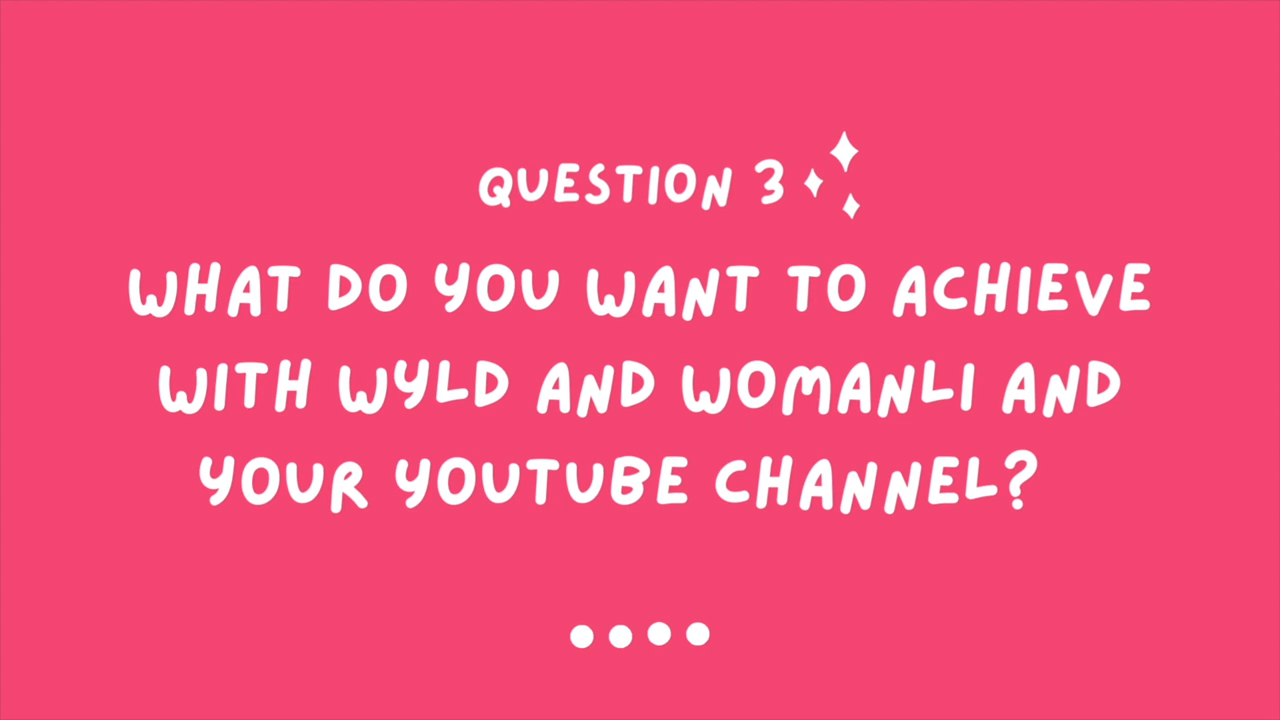 QUESTION 3
WHAT DO YOU WANT TO ACHIEVE
WITH WYLD AND WOMANLI AND
YOUR YOUTUBE CHANNEL?